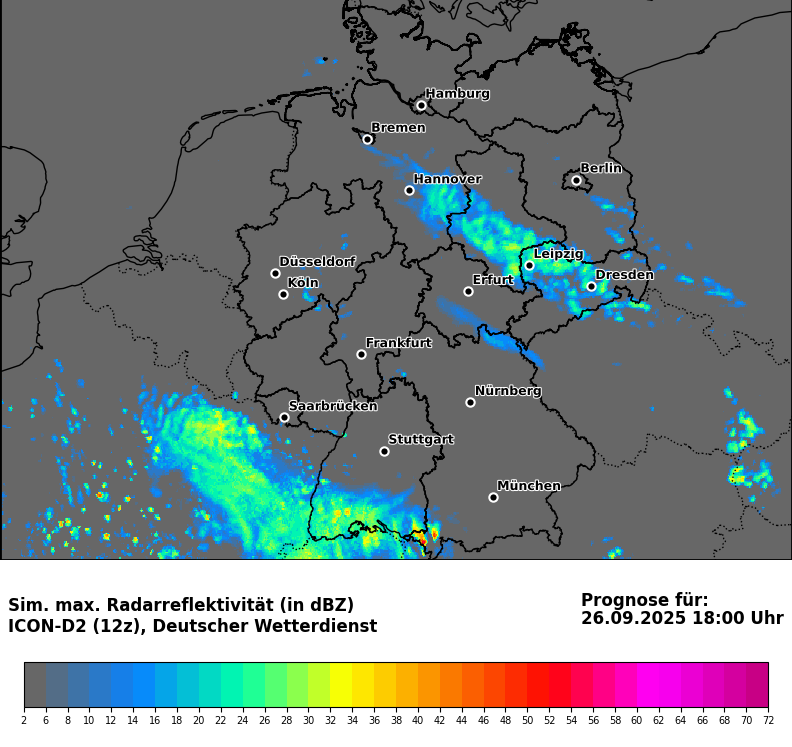 Hamburg
Bremen
Berlin
Hannover
Leipzig
Düsseldorf
Dresden
Köln
Erfurt
Frankfurt
Nürnberg
Saarbrücken
Stuttgart
München
Sim. max. Radarreflektivität (in dBZ)
ICON-D2 (12z), Deutscher Wetterdienst
Prognose für:
26.09.2025 18:00 Uhr
2 6 8 10 12 14 16 18 20 22 24 26 28 30 32 34 36 38 40 42 44 46 48 50 52 54 56 58 60 62 64 66 68 70 72